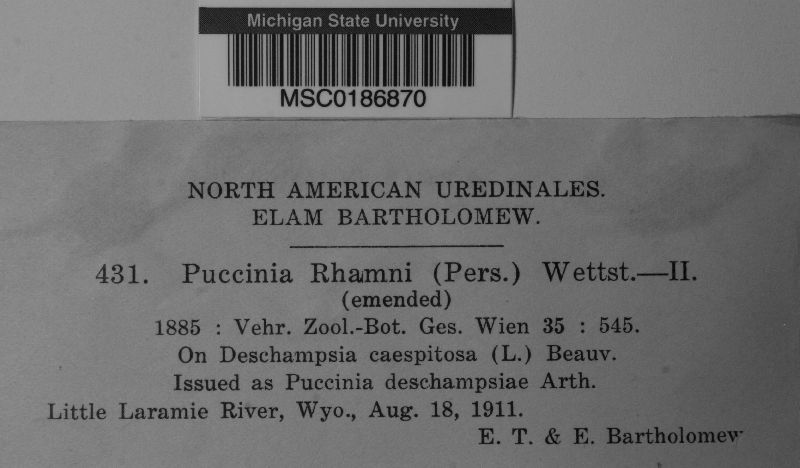 Michigan State University
MSC0186870
NORTH AMERICAN UREDINALES.
ELAM BARTHOLOMEW.
431. Puccinia Rhamni (Pers.) Wettst.—II.
(emended)
1885 : Vehr. Zool.-Bot. Ges. Wien 35 : 545.
On Deschampsia caespitosa (L.) Beauv.
Issued as Puccinia deschampsiae Arth.
Little Laramie River, Wyo., Aug. 18, 1911.
E. T. & E. Bartholomew